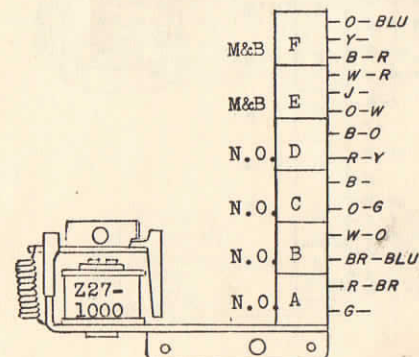 O-BLU
M&B F Y-
B-R
W-R
M&B E J-
O-W
B-O
N.O. D R-Y
B-
N.O. C O-G
W-O
N.O. B BR-BLU
R-BR
N.O. A G-
Z27-
1000